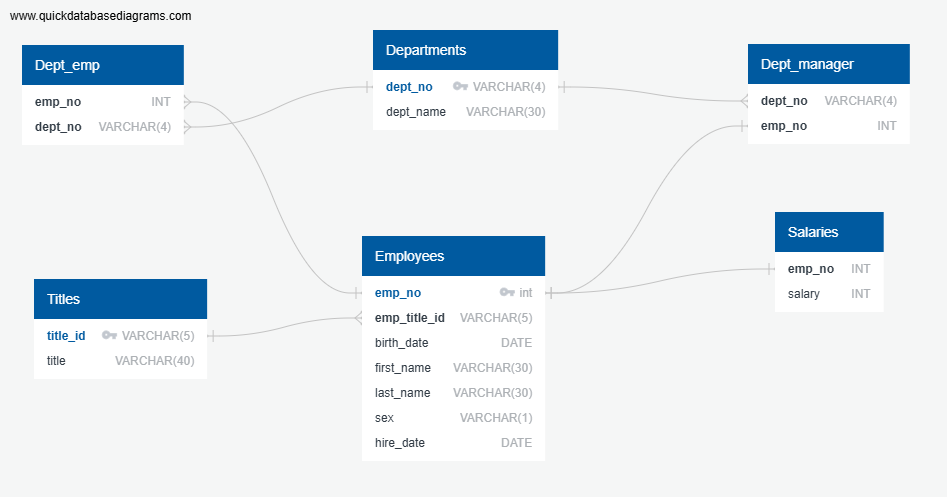 www.quickdatabasediagrams.com
Dept_emp
emp_no INT
dept_no VARCHAR(4)
Departments
dept_no VARCHAR(4)
dept_name VARCHAR(30)
Dept_manager
dept_no VARCHAR(4)
emp_no INT
Salaries
emp_no INT
salary INT
Employees
emp_no int
emp_title_id VARCHAR(5)
birth_date DATE
first_name VARCHAR(30)
last_name VARCHAR(30)
sex VARCHAR(1)
hire_date DATE
Titles
title_id VARCHAR(5)
title VARCHAR(40)